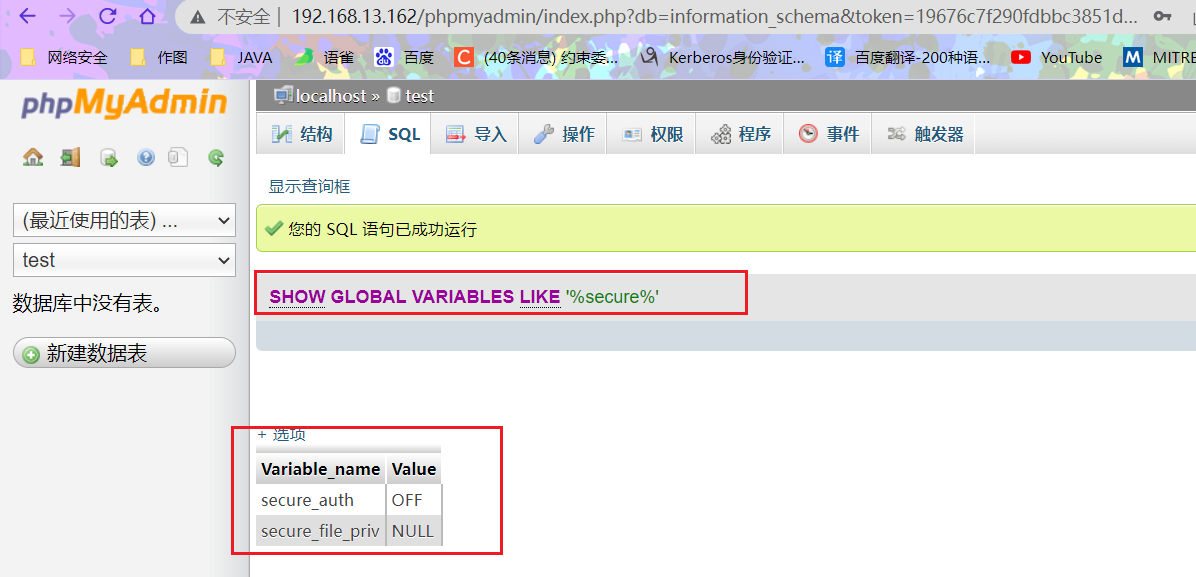 不安全 | 192.168.13.162/phpmyadmin/index.php?db=information_schema&token=19676c7f290fdbbc3851d...
网络安全 作图 JAVA 语雀 百度 C (40条消息) 约束委... Kerberos身份验证... 译 百度翻译-200种语... YouTube M MITRE
phpMyAdmin
localhost » test
结构 SQL 导入 操作 权限 程序 事件 触发器
显示查询框
(最近使用的表) ...
您的 SQL 语句已成功运行
test
数据库中没有表。
SHOW GLOBAL VARIABLES LIKE '%secure%'
新建数据表
+ 选项
Variable_name Value
secure_auth OFF
secure_file_priv NULL